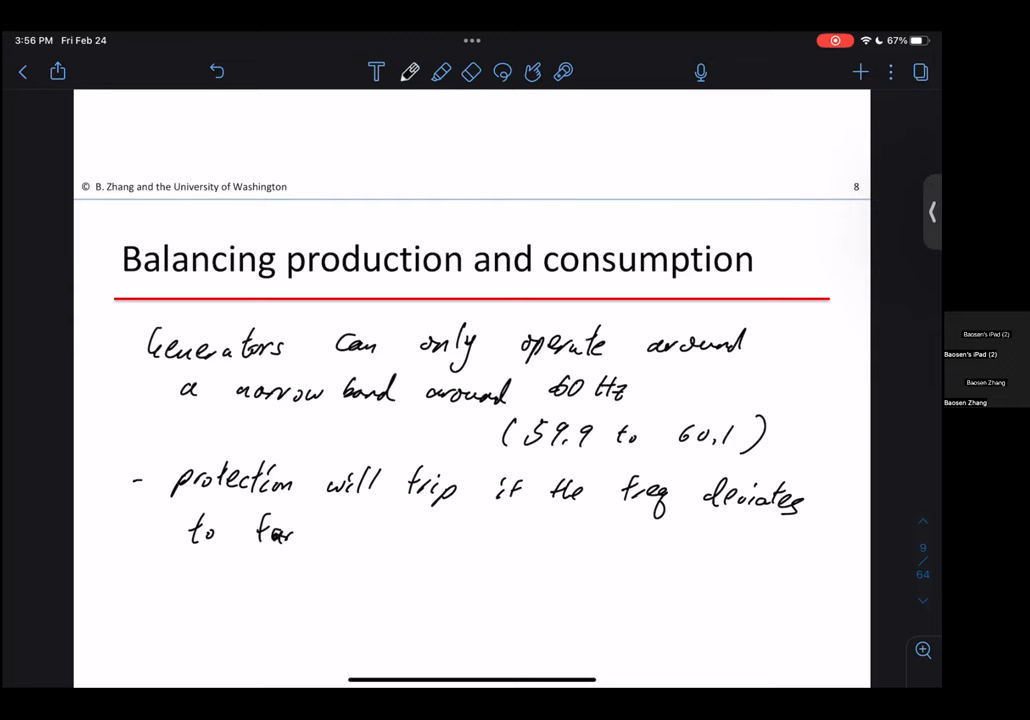 3:56 PM Fri Feb 24
67%
© B. Zhang and the University of Washington
8
Balancing production and consumption
Generators can only operate around
a narrow band around 60 Hz
(59.9 to 60.1)
- protection will trip if the freq deviates
to far
Baosen's iPad (2)
Baosen's iPad (2)
Baosen Zhang
Baosen Zhang
9
/
64